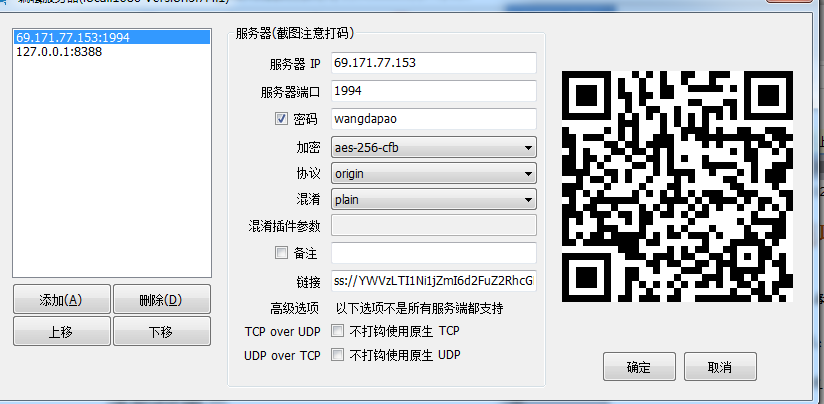 69.171.77.153:1994
127.0.0.1:8388
添加(A)
删除(D)
上移
下移
服务器(截图注意打码)
服务器 IP
69.171.77.153
服务器端口
1994
密码
wangdapao
加密
aes-256-cfb
协议
origin
混淆
plain
混淆插件参数
备注
链接
ss://YWVzLTI1Ni1jZmI6d2FuZ2RhcG
高级选项
以下选项不是所有服务端都支持
TCP over UDP
不打钩使用原生 TCP
UDP over TCP
不打钩使用原生 UDP
确定
取消